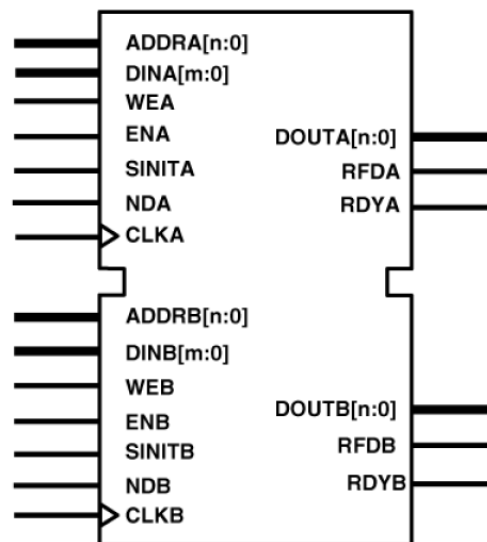 ADDRA[n:0]
DINA[m:0]
WEA
ENA
DOUTA[n:0]
SINITA
RFDA
NDA
RDYA
CLKA
ADDRB[n:0]
DINB[m:0]
WEB
DOUTB[n:0]
ENB
RFDB
SINITB
RDYB
NDB
CLKB